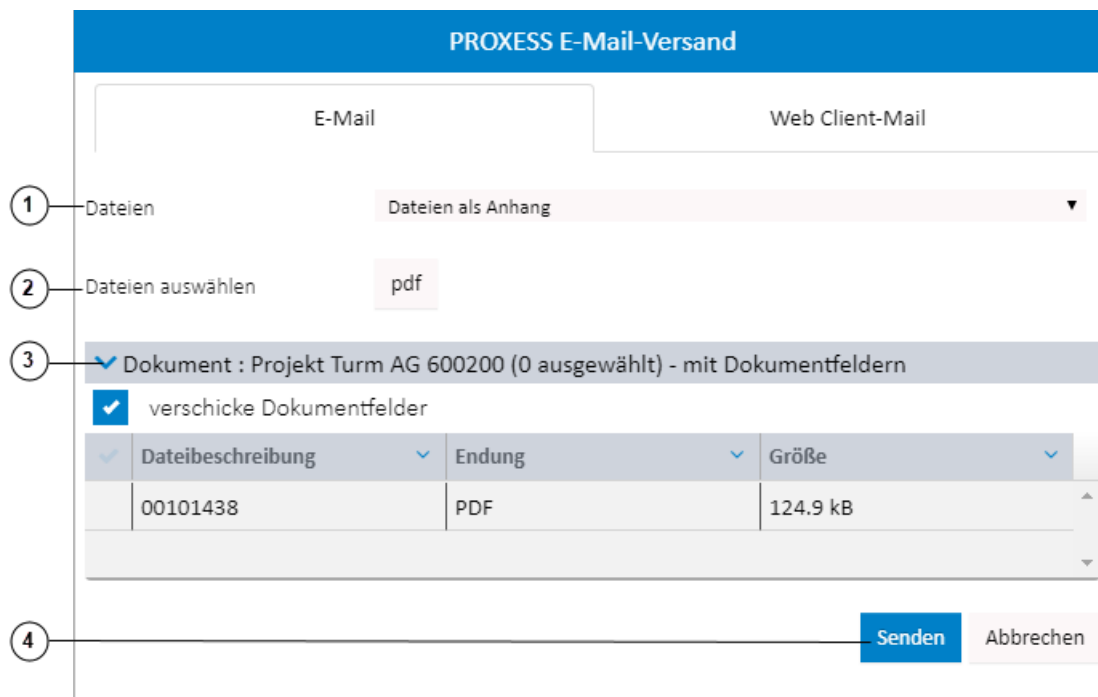 PROXESS E-Mail-Versand
E-Mail Web Client-Mail
1 Dateien Dateien als Anhang
2 Dateien auswählen pdf
3 Dokument : Projekt Turm AG 600200 (0 ausgewählt) - mit Dokumentfeldern
verschicke Dokumentfelder
Dateibeschreibung Endung Größe
00101438 PDF 124.9 kB
4 Senden Abbrechen